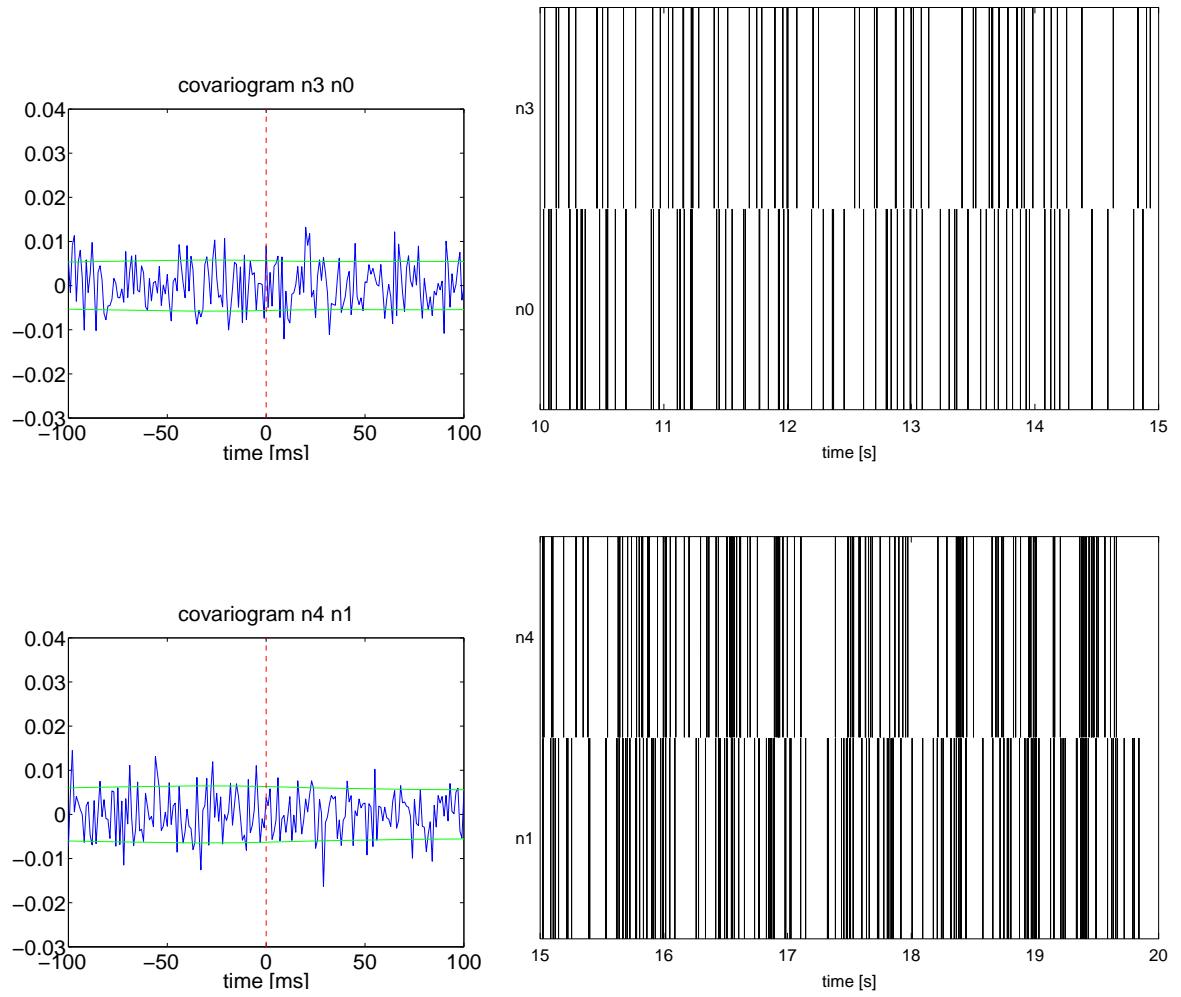 covariogram n3 n0
0.04
0.03
0.02
0.01
0
−0.01
−0.02
−0.03
−100 −50 0 50 100
time [ms]
n3
n0
10 11 12 13 14 15
time [s]
covariogram n4 n1
0.04
0.03
0.02
0.01
0
−0.01
−0.02
−0.03
−100 −50 0 50 100
time [ms]
n4
n1
15 16 17 18 19 20
time [s]